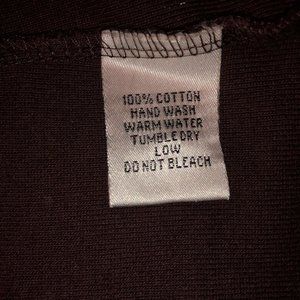 100% COTTON
HAND WASH
WARM WATER
TUMBLE DRY
LOW
DO NOT BLEACH